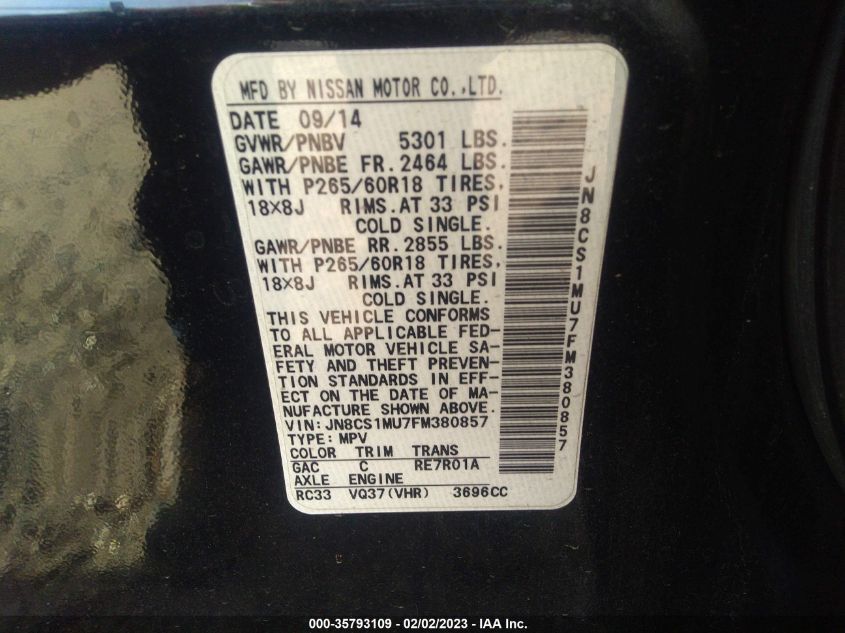 MFD BY NISSAN MOTOR CO.,LTD.
DATE 09/14
GVWR/PNBV 5301 LBS.
GAWR/PNBE FR. 2464 LBS.
WITH P265/60R18 TIRES,
18×8J RIMS. AT 33 PSI
COLD SINGLE.
GAWR/PNBE RR. 2855 LBS.
WITH P265/60R18 TIRES,
18×8J RIMS. AT 33 PSI
COLD SINGLE.
THIS VEHICLE CONFORMS
TO ALL APPLICABLE FED-
ERAL MOTOR VEHICLE SA-
FETY AND THEFT PREVEN-
TION STANDARDS IN EFF-
ECT ON THE DATE OF MA-
NUFACTURE SHOWN ABOVE.
VIN: JN8CS1MU7FM380857
TYPE: MPV
COLOR TRIM TRANS
GAC C RE7R01A
AXLE ENGINE
RC33 VQ37(VHR) 3696CC
JN8CS1MU7FM380857
000-35793109 - 02/02/2023 - IAA Inc.